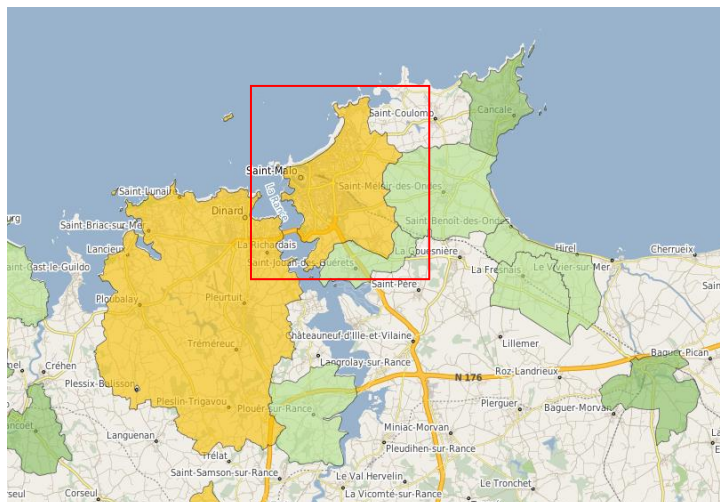 Cancale
Saint-Coulomb
Saint-Malo
Saint-Méloir-des-Ondes
Saint-Lunaire
la Rance
Dinard
Saint-Benoît-des-Ondes
Saint-Briac-sur-Mer
Lancieux
La Richardais
La Gouesnière
Hirel
Cherrueix
Saint-Jouan-des-Guérets
La Fresnais
Le Vivier-sur-Mer
Saint-Père
Ploubalay
Pleurtuit
Châteauneuf-d'Ille-et-Vilaine
Lillemer
Tréméreuc
Langrolay-sur-Rance
Baguer-Pican
Créhen
N 176
Roz-Landrieux
Plessix-Balisson
Pleslin-Trigavou
Plouër-sur-Rance
Plerguer
Baguer-Morvan
Languenan
Miniac-Morvan
Pleudihen-sur-Rance
Trélat
Saint-Samson-sur-Rance
Le Val Hervelin
Le Tronchet
Corseul
La Vicomté-sur-Rance